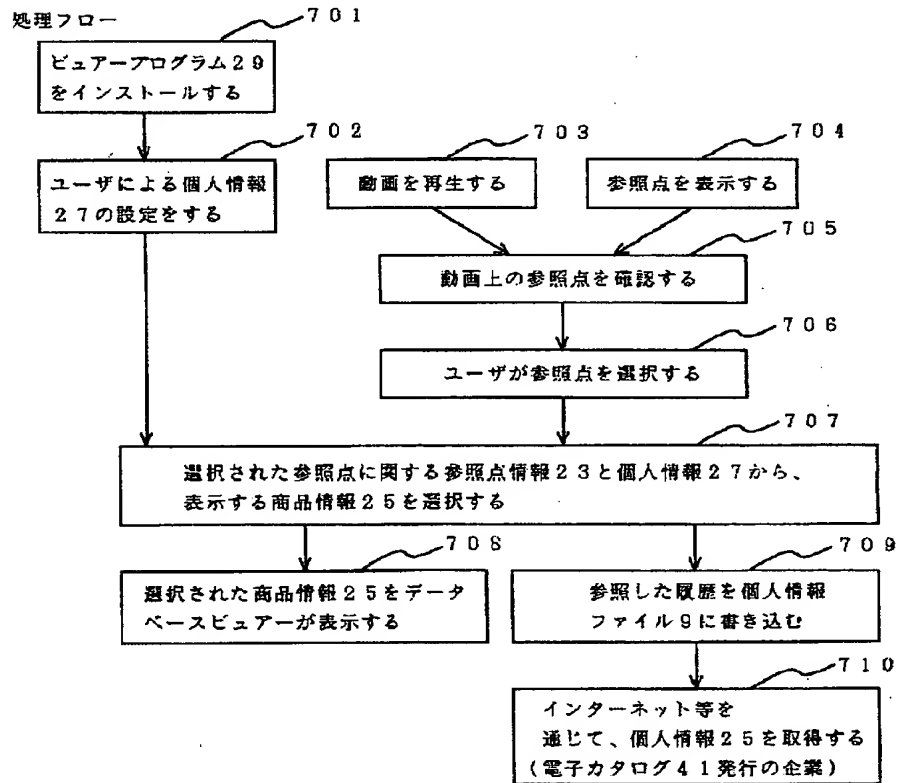 処理フロー
701
ビュアープログラム29
をインストールする
702
ユーザによる個人情報
27の設定をする
703
動画を再生する
704
参照点を表示する
705
動画上の参照点を確認する
706
ユーザが参照点を選択する
707
選択された参照点に関する参照点情報23と個人情報27から、
表示する商品情報25を選択する
708
選択された商品情報25をデータ
ベースビュアーが表示する
709
参照した履歴を個人情報
ファイル9に書き込む
710
インターネット等を
通じて、個人情報25を取得する
(電子カタログ41発行の企業)